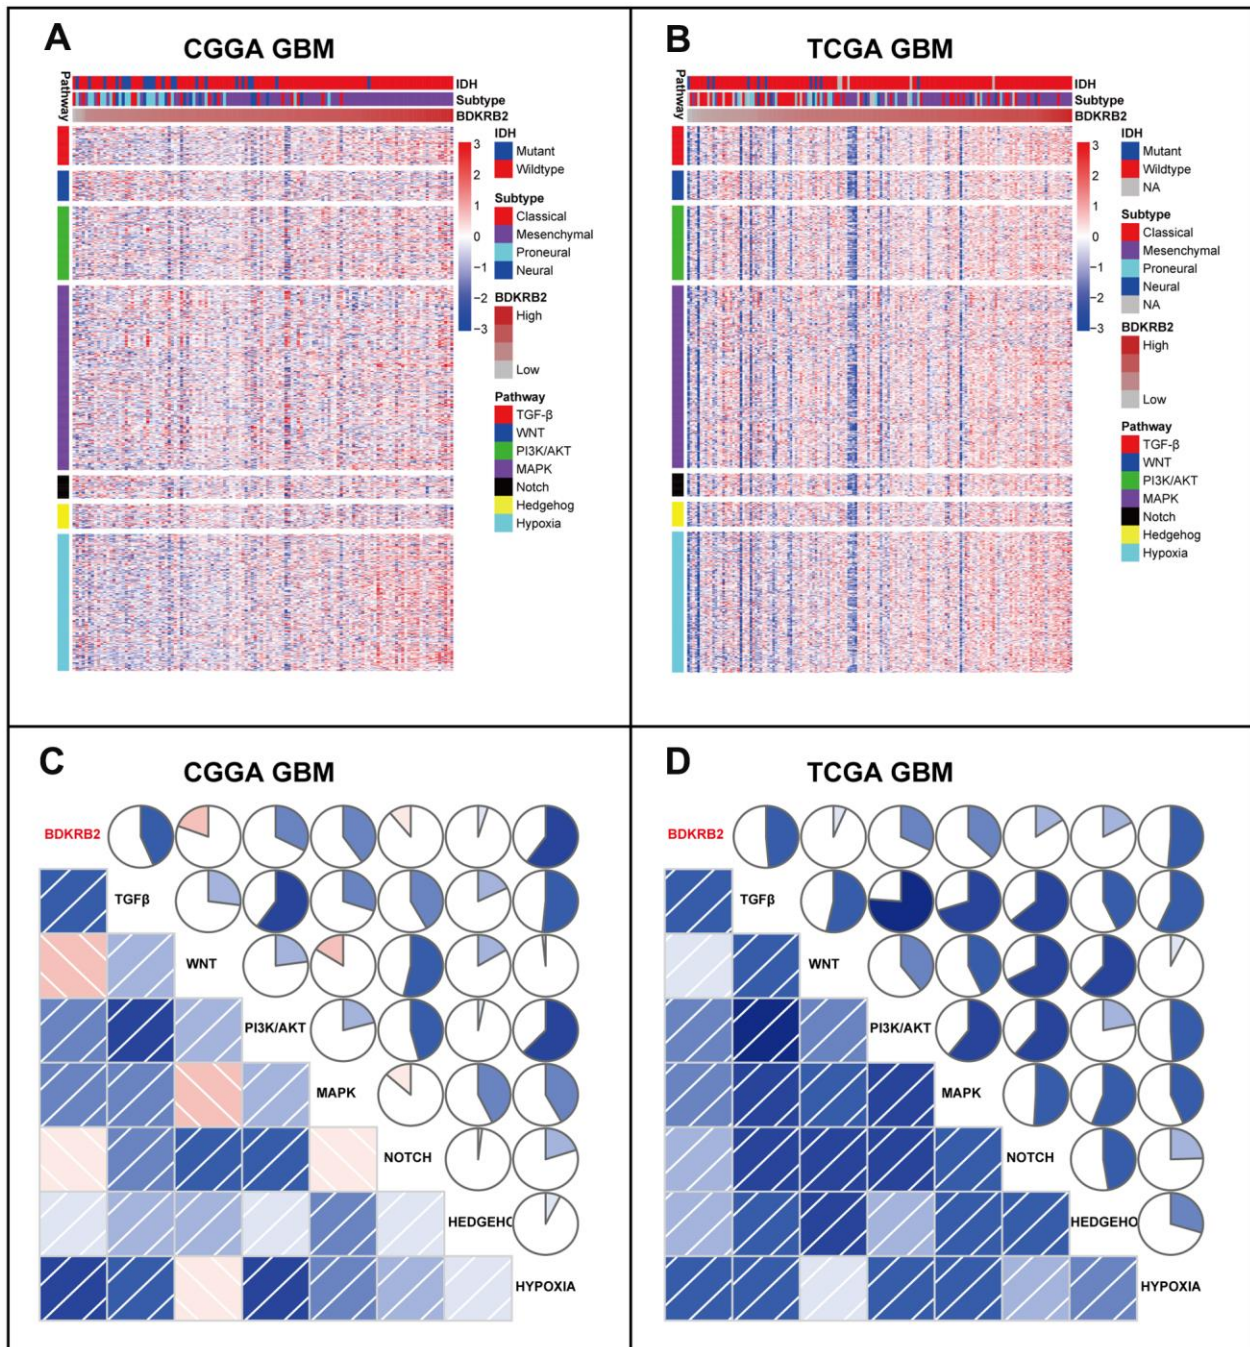 A
CGGA GBM
Pathway
IDH
Subtype
BDKRB2
3
2
1
0
−1
−2
−3
IDH
Mutant
Wildtype
Subtype
Classical
Mesenchymal
Proneural
Neural
BDKRB2
High
Low
Pathway
TGF-β
WNT
PI3K/AKT
MAPK
Notch
Hedgehog
Hypoxia
B
TCGA GBM
Pathway
IDH
Subtype
BDKRB2
3
2
1
0
−1
−2
−3
IDH
Mutant
Wildtype
NA
Subtype
Classical
Mesenchymal
Proneural
Neural
NA
BDKRB2
High
Low
Pathway
TGF-β
WNT
PI3K/AKT
MAPK
Notch
Hedgehog
Hypoxia
C
CGGA GBM
BDKRB2
TGFβ
WNT
PI3K/AKT
MAPK
NOTCH
HEDGEHO
HYPOXIA
D
TCGA GBM
BDKRB2
TGFβ
WNT
PI3K/AKT
MAPK
NOTCH
HEDGEHO
HYPOXIA